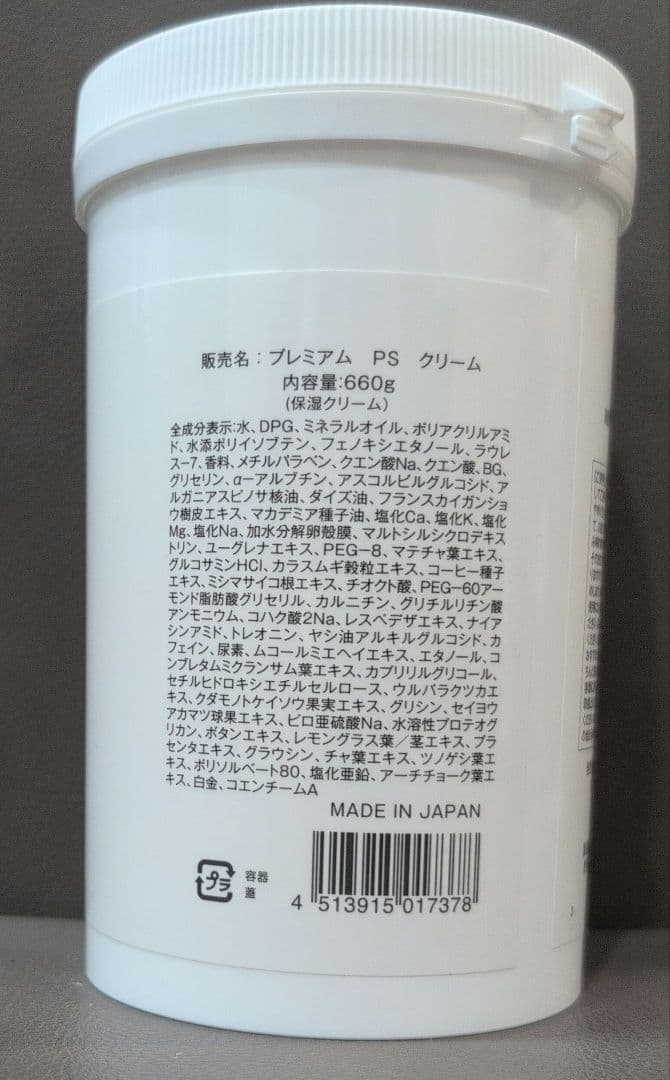 販売名：プレミアム　PS　クリーム
内容量:660g
(保湿クリーム)
全成分表示:水、DPG、ミネラルオイル、ポリアクリルアミ
ド、水添ポリイソブテン、フェノキシエタノール、ラウレ
ス－7、香料、メチルパラベン、クエン酸Na、クエン酸、BG、
グリセリン、α－アルブチン、アスコルビルグルコシド、ア
ルガニアスピノサ核油、ダイズ油、フランスカイガンショ
ウ樹皮エキス、マカデミア種子油、塩化Ca、塩化K、塩化
Mg、塩化Na、加水分解卵殻膜、マルトシルシクロデキス
トリン、ユーグレナエキス、PEG－8、マテチャ葉エキス、
グルコサミンHCl、カラスムギ穀粒エキス、コーヒー種子
エキス、ミシマサイコ根エキス、チオクト酸、PEG－60アー
モンド脂肪酸グリセリル、カルニチン、グリチルリチン酸
アンモニウム、コハク酸2Na、レスペデザエキス、ナイア
シンアミド、トレオニン、ヤシ油アルキルグルコシド、カ
フェイン、尿素、ムコールミエヘイエキス、エタノール、コ
ンブレタムミクランサム葉エキス、カプリリルグリコール、
セチルヒドロキシエチルセルロース、ウルバラクツカエ
キス、クダモノトケイソウ果実エキス、グリシン、セイヨウ
アカマツ球果エキス、ピロ亜硫酸Na、水溶性プロテオグ
リカン、ボタンエキス、レモングラス葉／茎エキス、プラ
センタエキス、グラウシン、チャ葉エキス、ツノゲシ葉エ
キス、ポリソルベート80、塩化亜鉛、アーチチョーク葉エ
キス、白金、コエンチームA
MADE IN JAPAN
プラ
容器
蓋
4 513915 017378